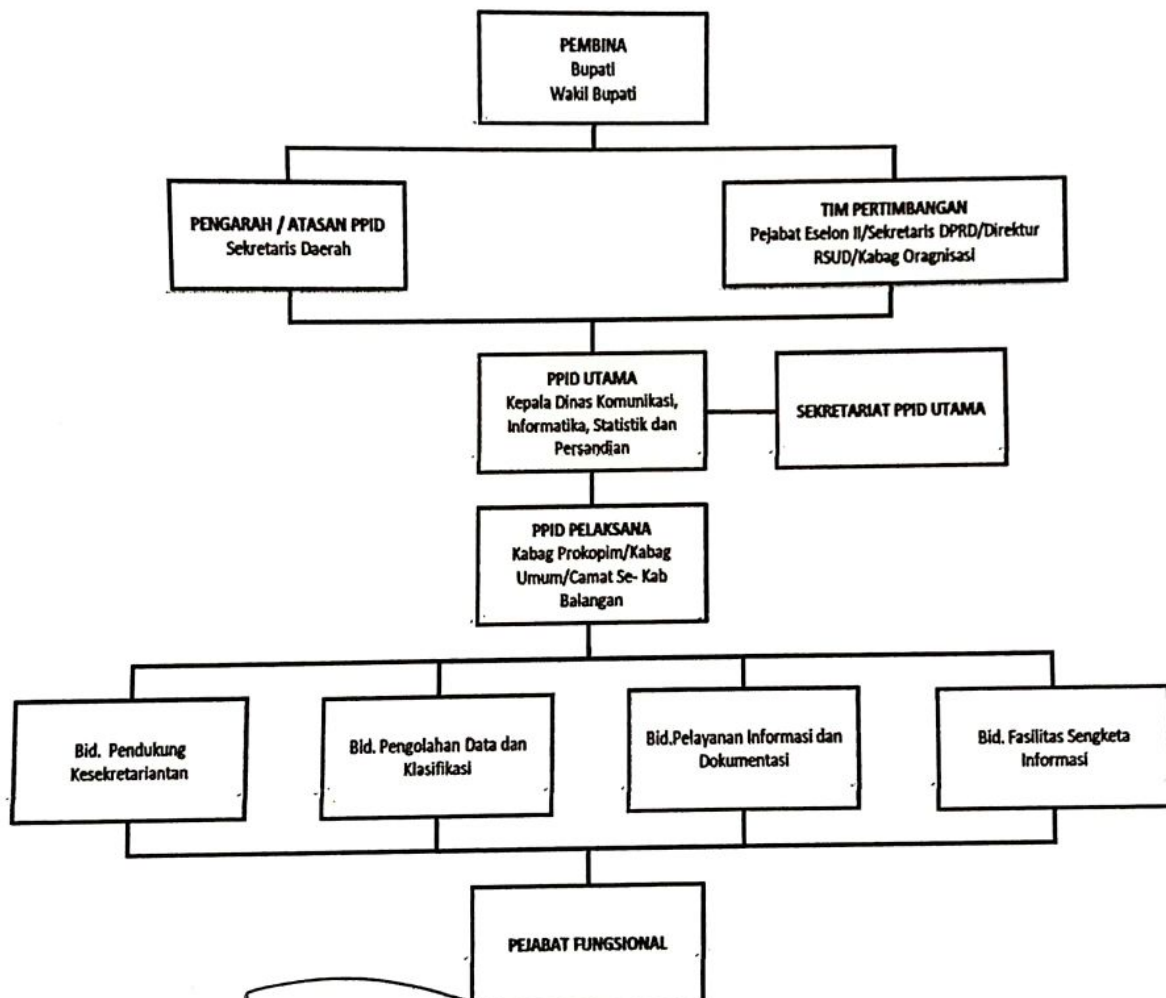 PEMBINA
Bupati
Wakil Bupati
PENGARAH / ATASAN PPID
Sekretaris Daerah
TIM PERTIMBANGAN
Pejabat Eselon II/Sekretaris DPRD/Direktur
RSUD/Kabag Oragnisasi
PPID UTAMA
Kepala Dinas Komunikasi,
Informatika, Statistik dan
Persandian
SEKRETARIAT PPID UTAMA
PPID PELAKSANA
Kabag Prokopim/Kabag
Umum/Camat Se- Kab
Balangan
Bid. Pendukung
Kesekretariantan
Bid. Pengolahan Data dan
Klasifikasi
Bid.Pelayanan Informasi dan
Dokumentasi
Bid. Fasilitas Sengketa
Informasi
PEJABAT FUNGSIONAL